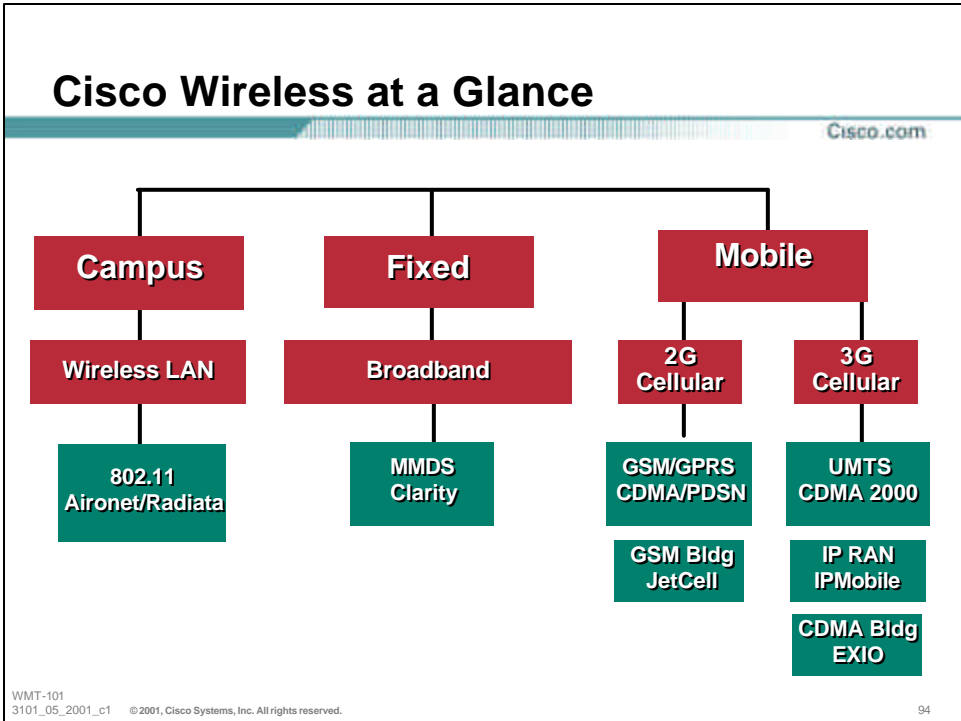 Cisco Wireless at a Glance
Cisco.com
Campus
Fixed
Mobile
Wireless LAN
Broadband
2G
Cellular
3G
Cellular
802.11
Aironet/Radiata
MMDS
Clarity
GSM/GPRS
CDMA/PDSN
UMTS
CDMA 2000
GSM Bldg
JetCell
IP RAN
IPMobile
CDMA Bldg
EXIO
WMT-101
3101_05_2001_c1 © 2001, Cisco Systems, Inc. All rights reserved. 94